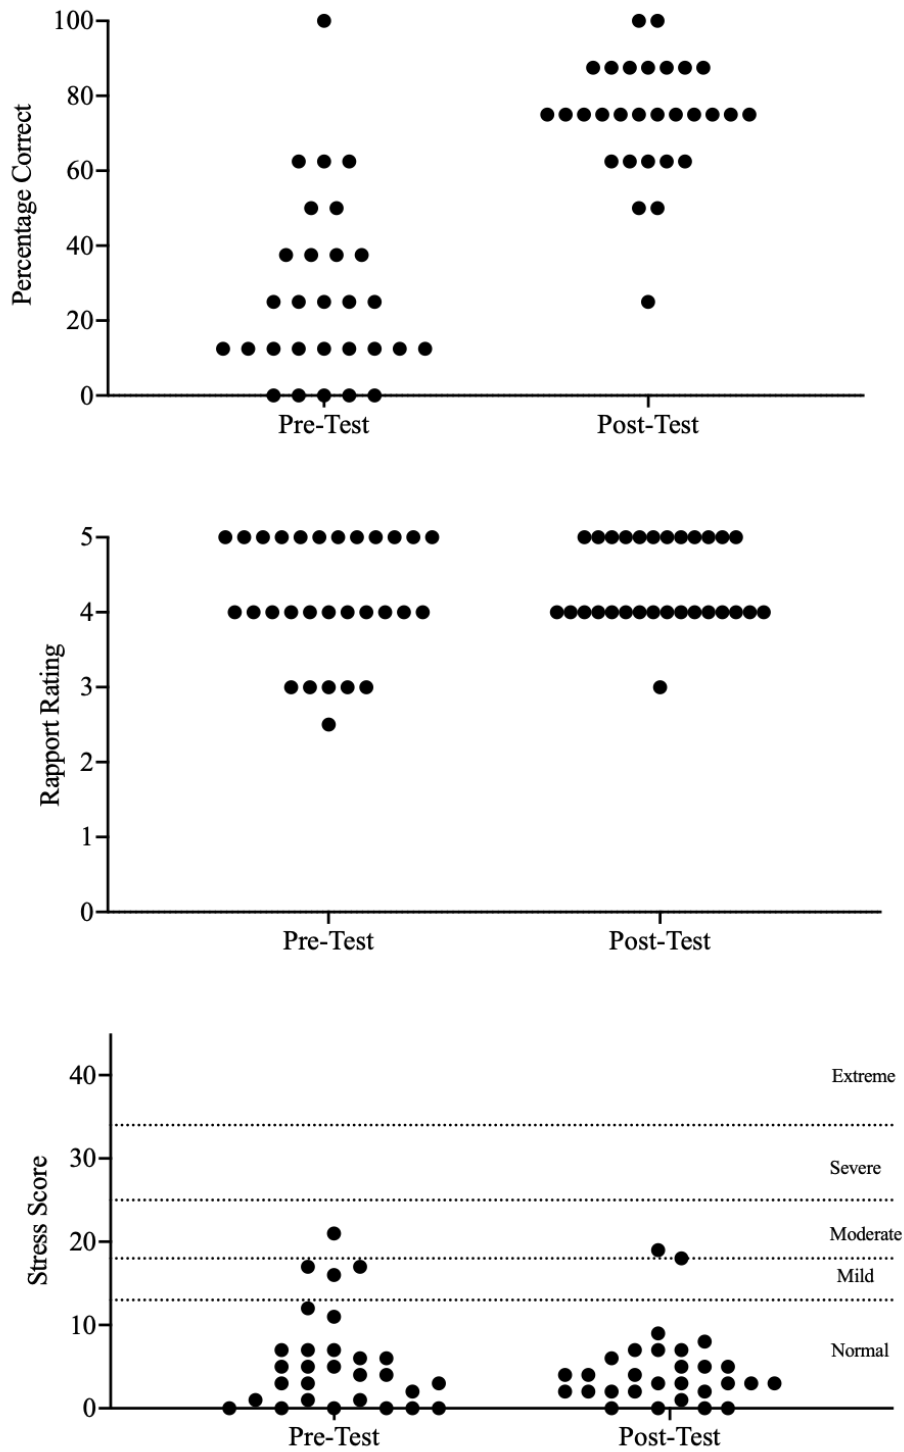 Percentage Correct
100
80
60
40
20
0
Pre-Test Post-Test
Rapport Rating
5
4
3
2
1
0
Pre-Test Post-Test
Stress Score
40 Extreme
30 Severe
20 Moderate
Mild
10 Normal
0
Pre-Test Post-Test